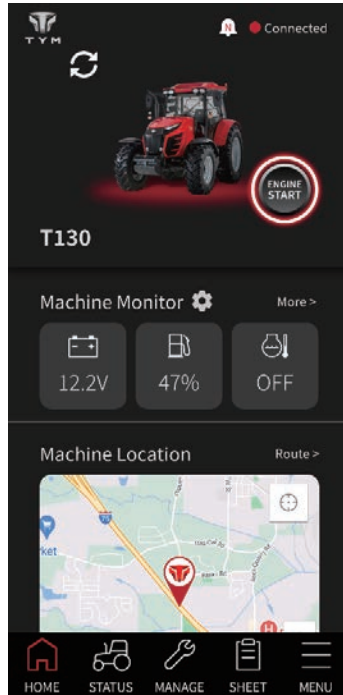 TYM
N
Connected
ENGINE
START
T130
Machine Monitor
More >
12.2V
47%
OFF
Machine Location
Route >
ket
H
HOME
STATUS
MANAGE
SHEET
MENU